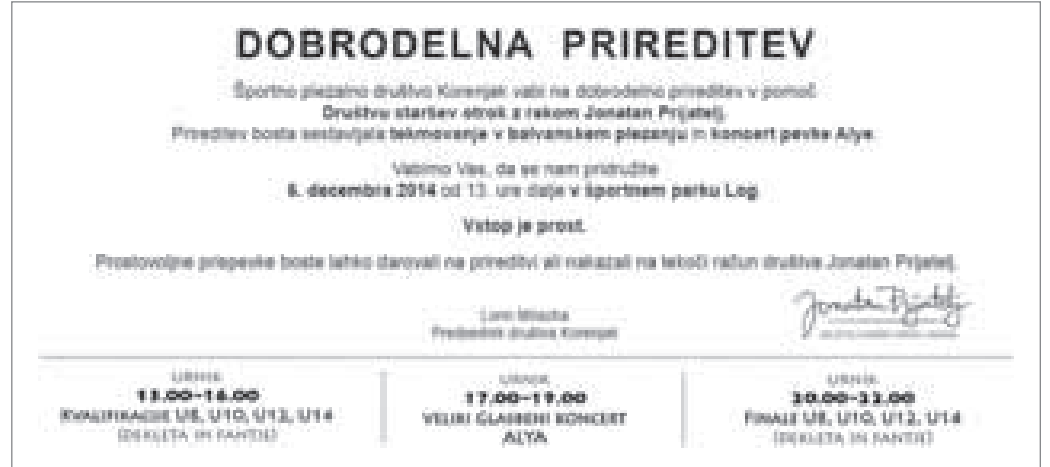 DOBRODELNA PRIREDITEV
Športno plezalno društvo Korenjak vabi na dobrodelno prireditev v pomoč
Društvu staršev otrok z rakom Jonatan Prijatelj.
Prireditev bosta sestavljala tekmovanje v balvanskem plezanju in koncert pevke Alye.
Vabimo Vas, da se nam pridružite
6. decembra 2014 od 13. ure dalje v športnem parku Log.
Vstop je prost.
Prostovoljne prispevke boste lahko darovali na prireditvi ali nakazali na tekoči račun društva Jonatan Prijatelj.
Predsednik društva Korenjak
Jonatan Prijatelj
URNIK
13.00–16.00
KVALIFIKACIJE U8, U10, U12, U14
(DEKLETA IN FANTJE)
URNIK
17.00–19.00
VELIKI GLASBENI KONCERT
ALYA
URNIK
20.00–22.00
FINALE U8, U10, U12, U14
(DEKLETA IN FANTJE)